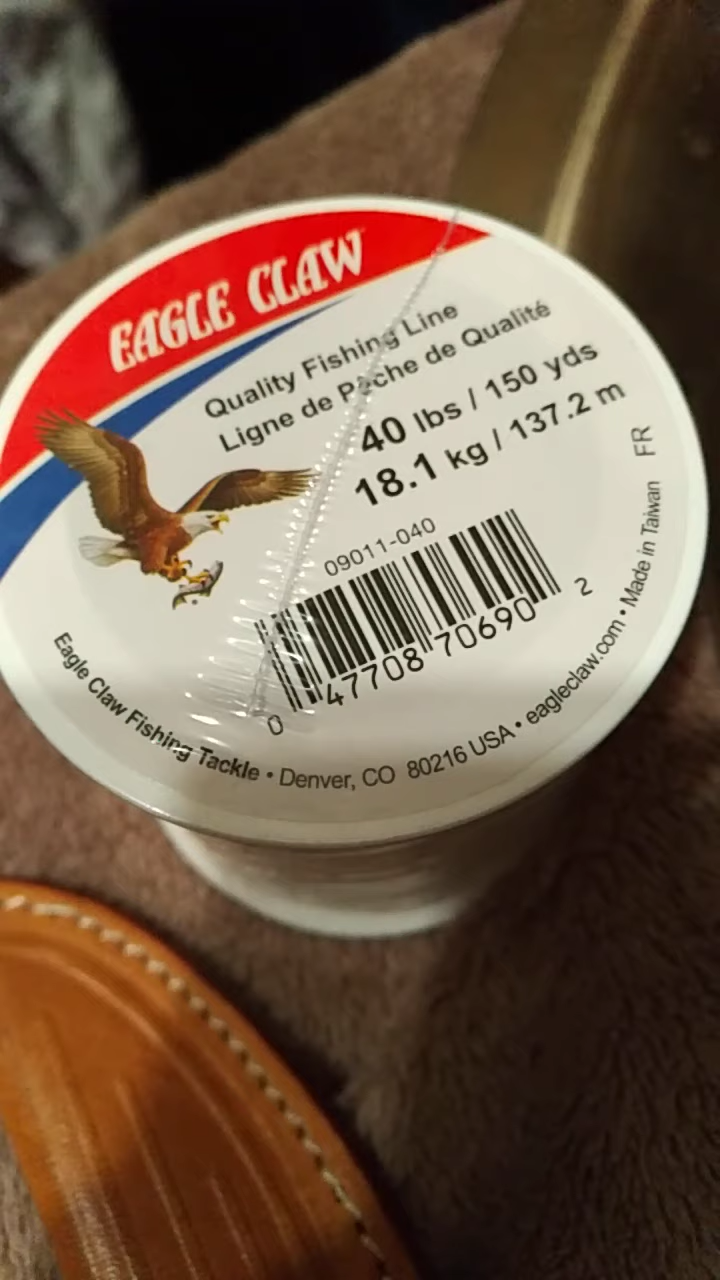 EAGLE CLAW
Quality Fishing Line
Ligne de Pêche de Qualité
40 lbs / 150 yds
18.1 kg / 137.2 m
09011-040
0 47708 70690 2
Eagle Claw Fishing Tackle • Denver, CO 80216 USA • eagleclaw.com • Made in Taiwan FR